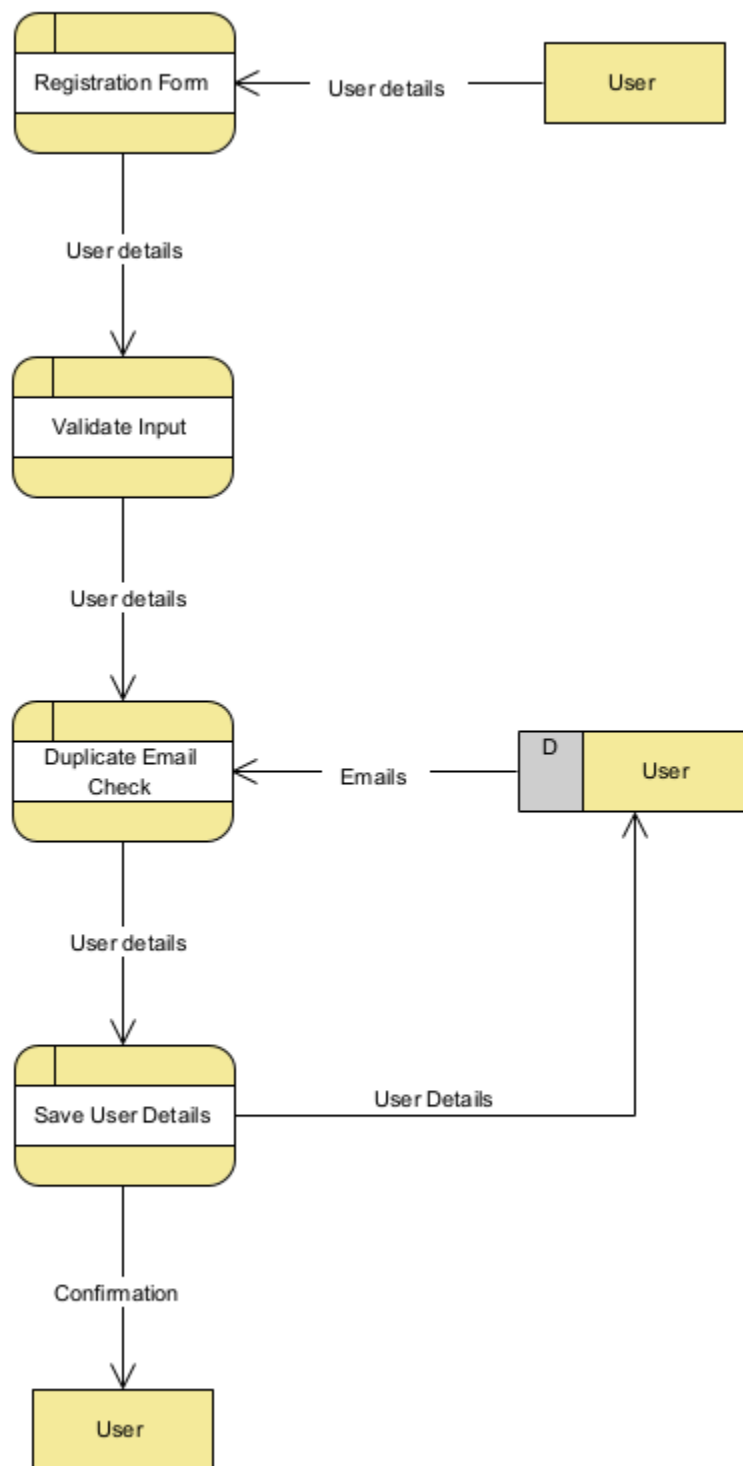 Registration Form
User details
User
User details
Validate Input
User details
Duplicate Email
Check
Emails
D
User
User details
Save User Details
User Details
Confirmation
User